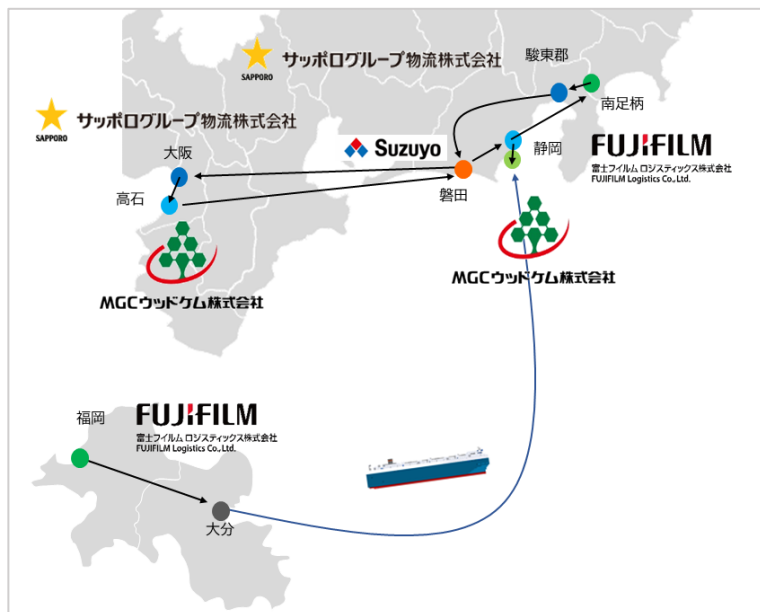 駿東郡
SAPPORO
サッポログループ物流株式会社
南足柄
SAPPORO
サッポログループ物流株式会社
大阪
Suzuyo
静岡
FUJIFILM
富士フイルム ロジスティックス株式会社
FUJIFILM Logistics Co., Ltd.
高石
磐田
MGCウッドケム株式会社
MGCウッドケム株式会社
福岡
FUJIFILM
富士フイルム ロジスティックス株式会社
FUJIFILM Logistics Co., Ltd.
大分